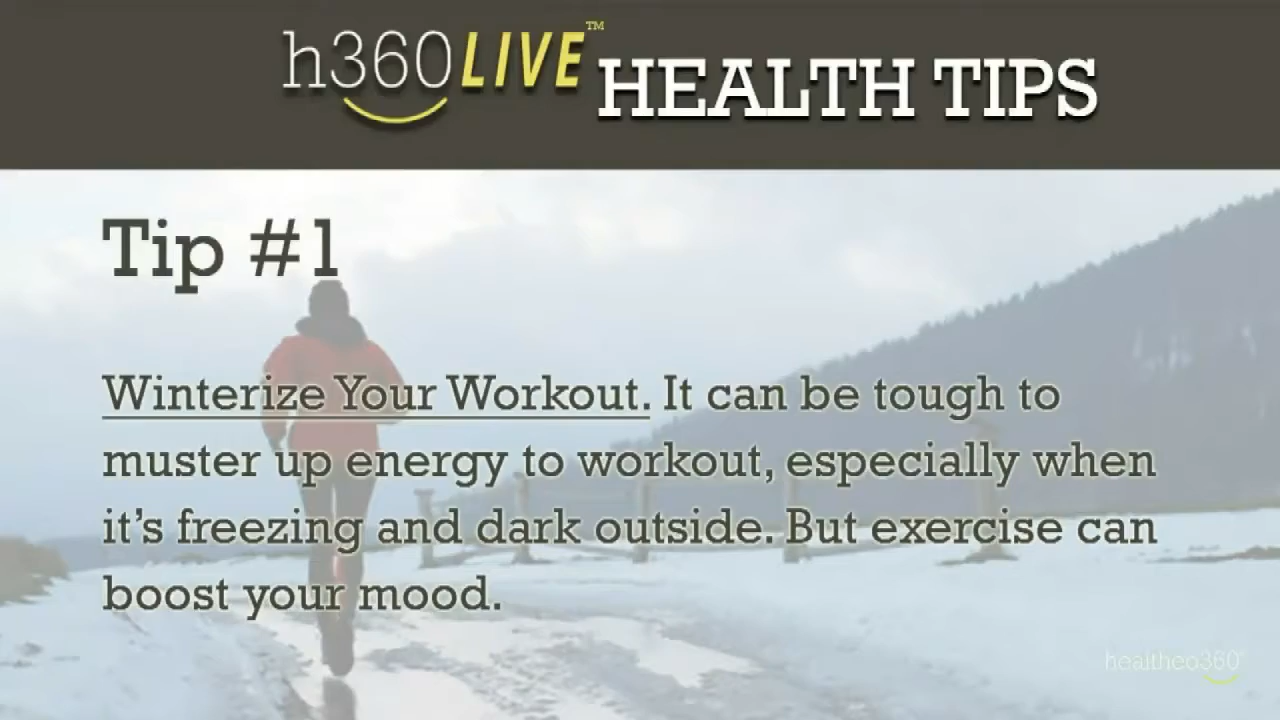 h360LIVE™ HEALTH TIPS
Tip #1
Winterize Your Workout. It can be tough to
muster up energy to workout, especially when
it's freezing and dark outside. But exercise can
boost your mood.
healtheo360°